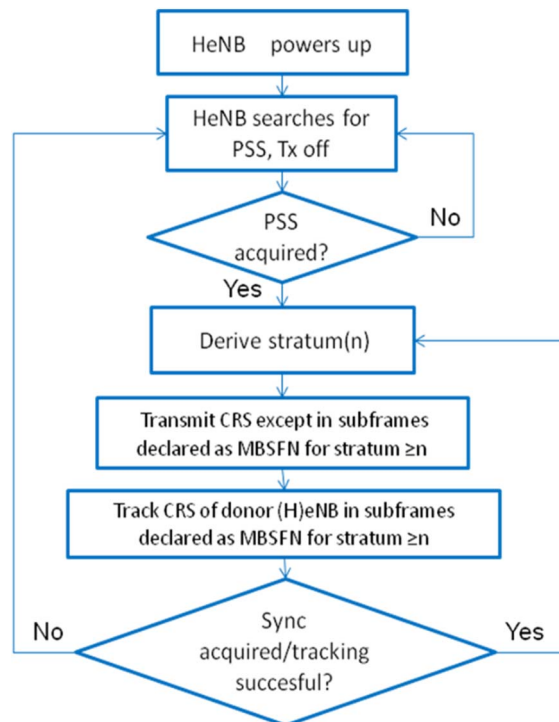 HeNB powers up
HeNB searches for
PSS, Tx off
PSS
acquired?
No
Yes
Derive stratum(n)
Transmit CRS except in subframes
declared as MBSFN for stratum ≥n
Track CRS of donor (H)eNB in subframes
declared as MBSFN for stratum ≥n
No
Sync
acquired/tracking
succesful?
Yes